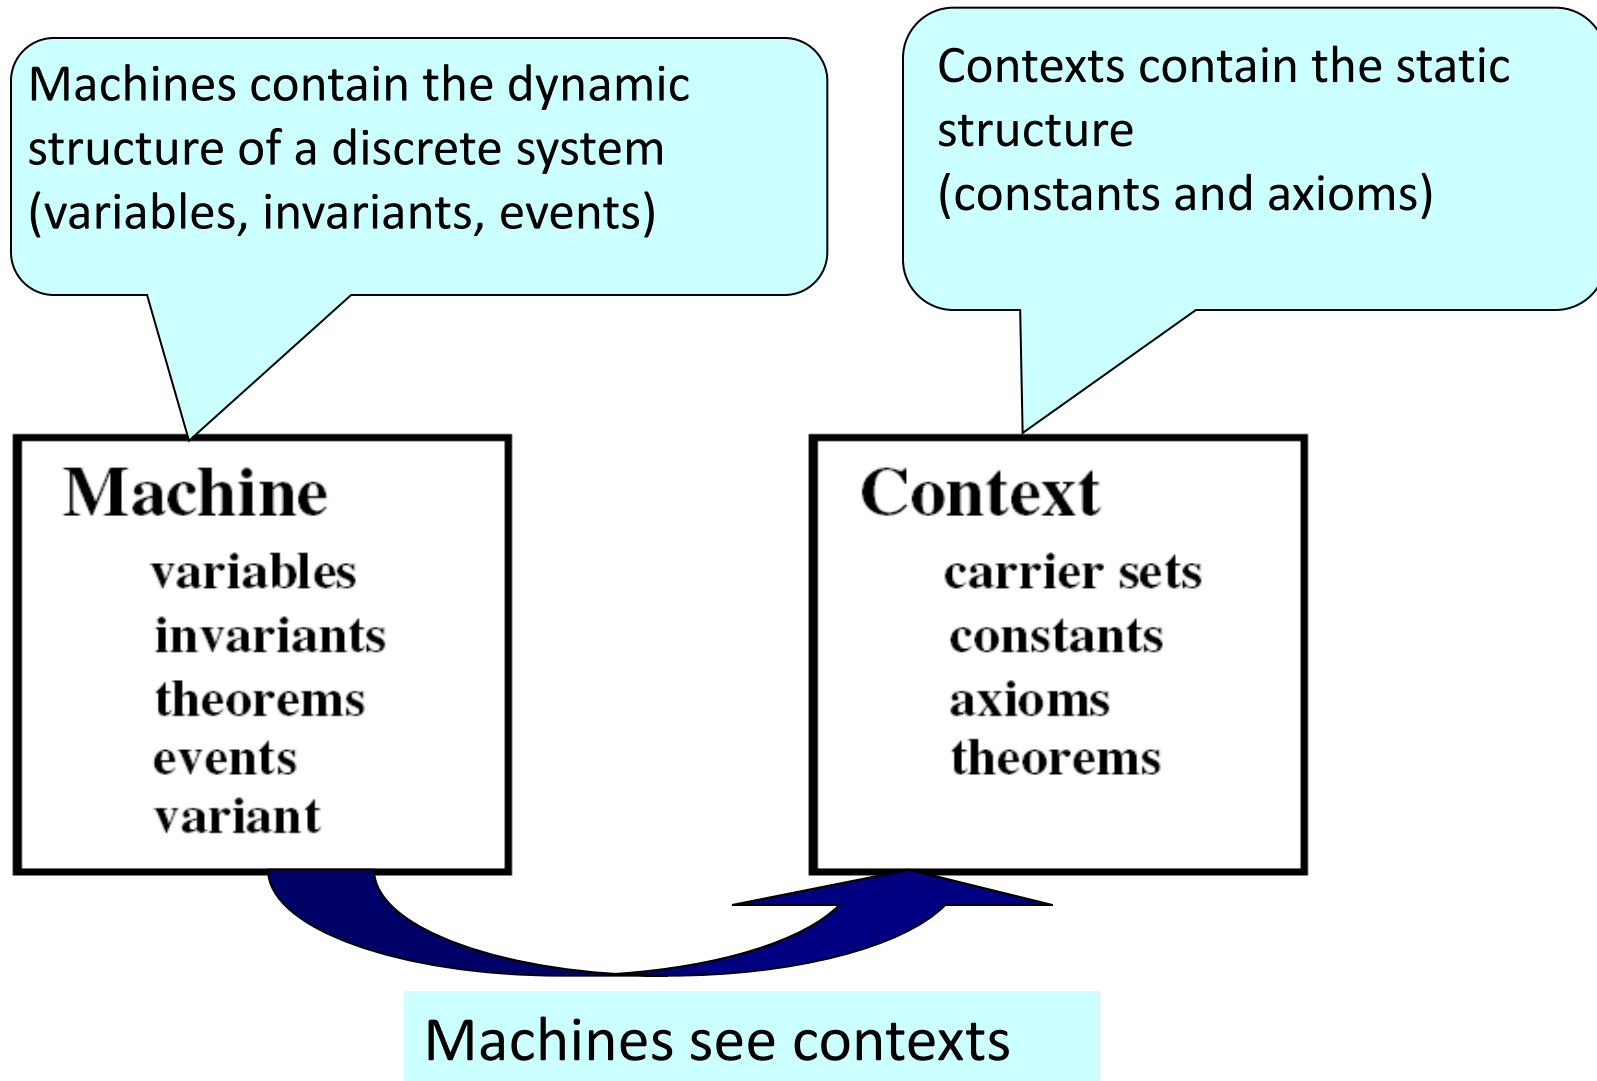 Machines contain the dynamic
structure of a discrete system
(variables, invariants, events)
Contexts contain the static
structure
(constants and axioms)
Machine
variables
invariants
theorems
events
variant
Context
carrier sets
constants
axioms
theorems
Machines see contexts